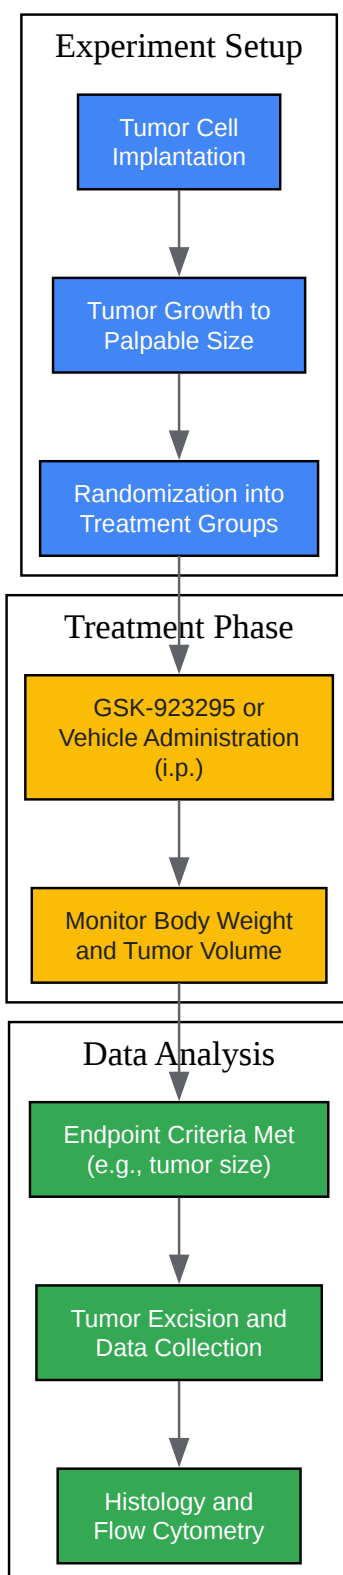 Experiment Setup
Tumor Cell
Implantation
Tumor Growth to
Palpable Size
Randomization into
Treatment Groups
Treatment Phase
GSK-923295 or
Vehicle Administration
(i.p.)
Monitor Body Weight
and Tumor Volume
Data Analysis
Endpoint Criteria Met
(e.g., tumor size)
Tumor Excision and
Data Collection
Histology and
Flow Cytometry